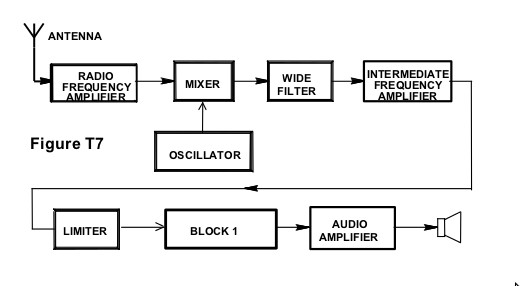 ANTENNA
RADIO
FREQUENCY
AMPLIFIER
MIXER
WIDE
FILTER
INTERMEDIATE
FREQUENCY
AMPLIFIER
Figure T7
OSCILLATOR
LIMITER
BLOCK 1
AUDIO
AMPLIFIER